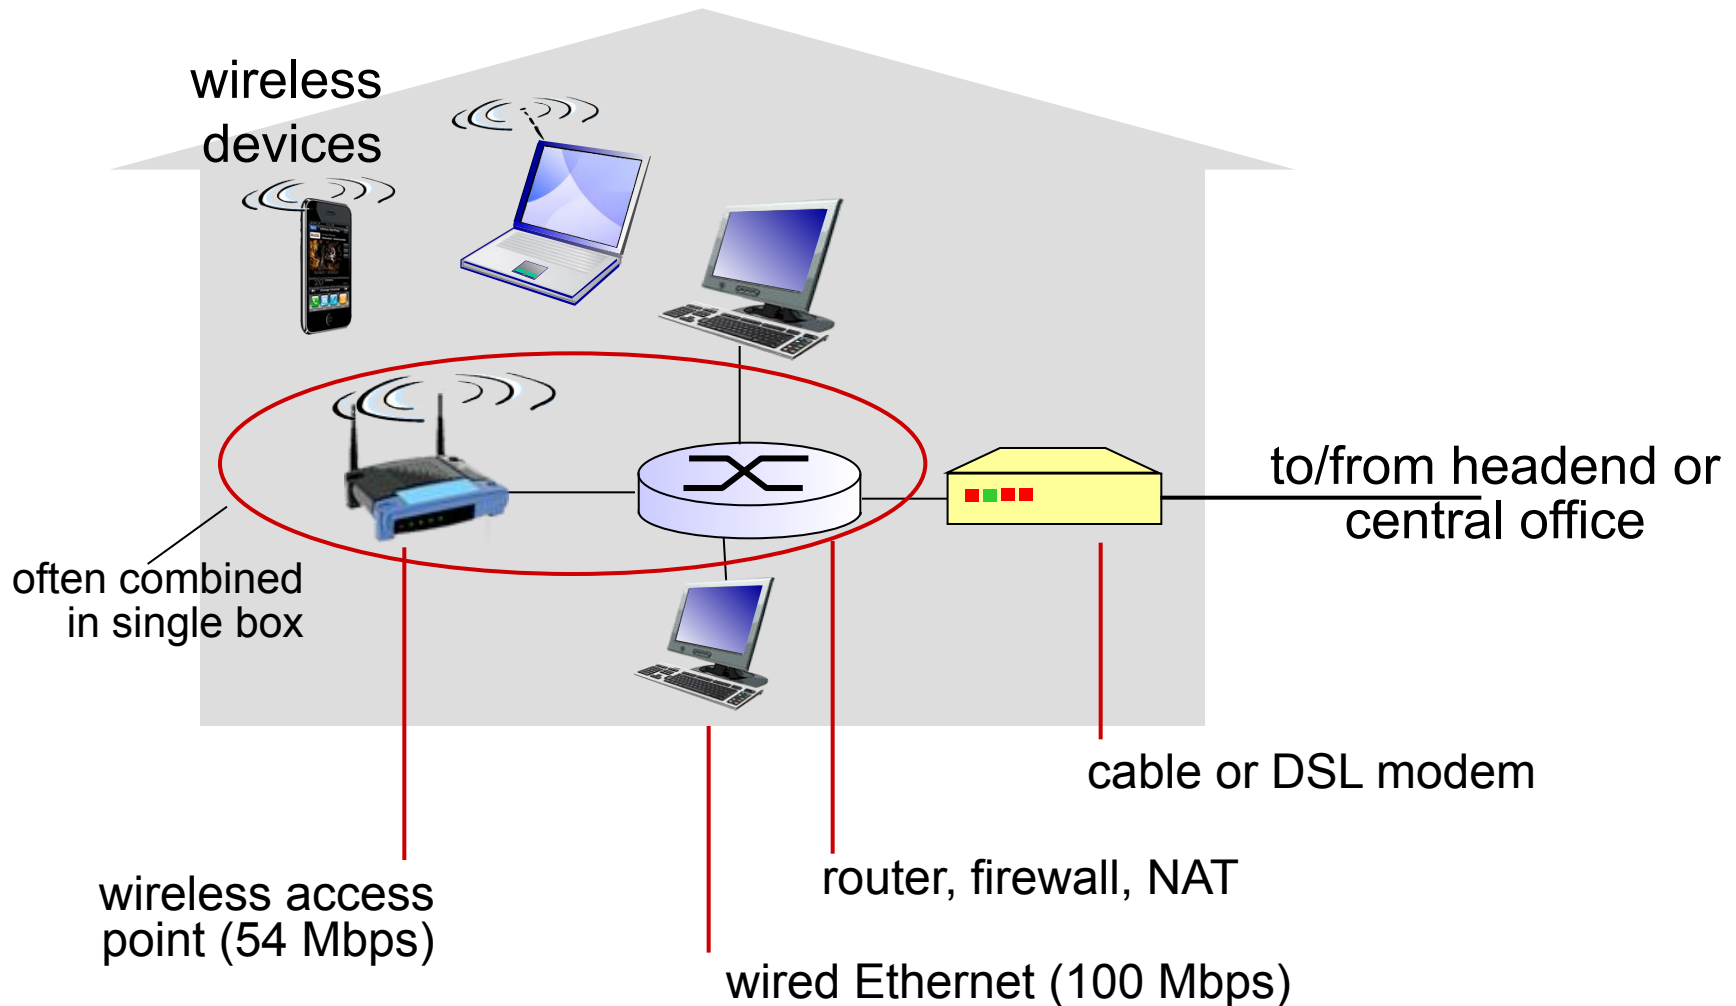 wireless
devices
to/from headend or
central office
often combined
in single box
cable or DSL modem
router, firewall, NAT
wireless access
point (54 Mbps)
wired Ethernet (100 Mbps)